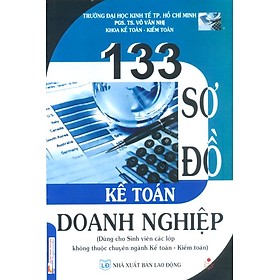 TRƯỜNG ĐẠI HỌC KINH TẾ TP. HỒ CHÍ MINH
PGS. TS. VÕ VĂN NHỊ
KHOA KẾ TOÁN - KIỂM TOÁN
133
SƠ
ĐỒ
KẾ TOÁN
DOANH NGHIỆP
(Dùng cho Sinh viên các lớp
không thuộc chuyên ngành Kế toán - Kiểm toán)
NHÀ XUẤT BẢN LAO ĐỘNG